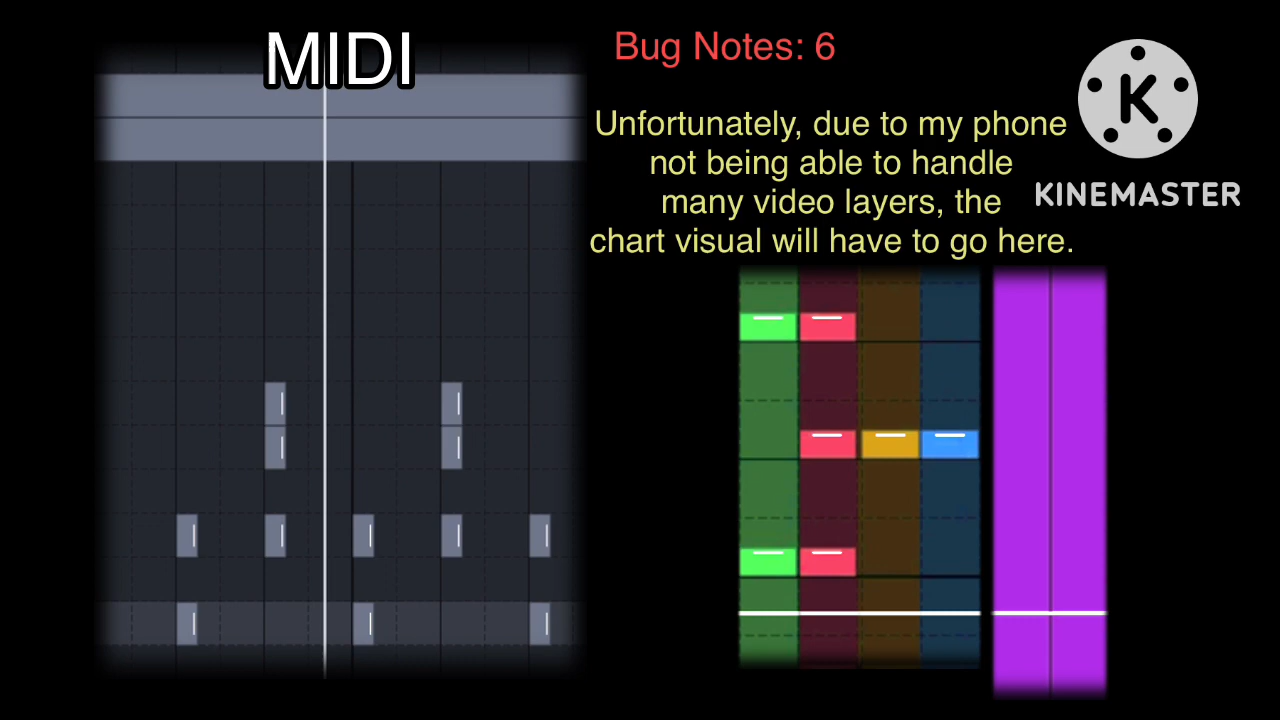 MIDI
Bug Notes: 6
Unfortunately, due to my phone
not being able to handle
many video layers, the
chart visual will have to go here.
K
KINEMASTER